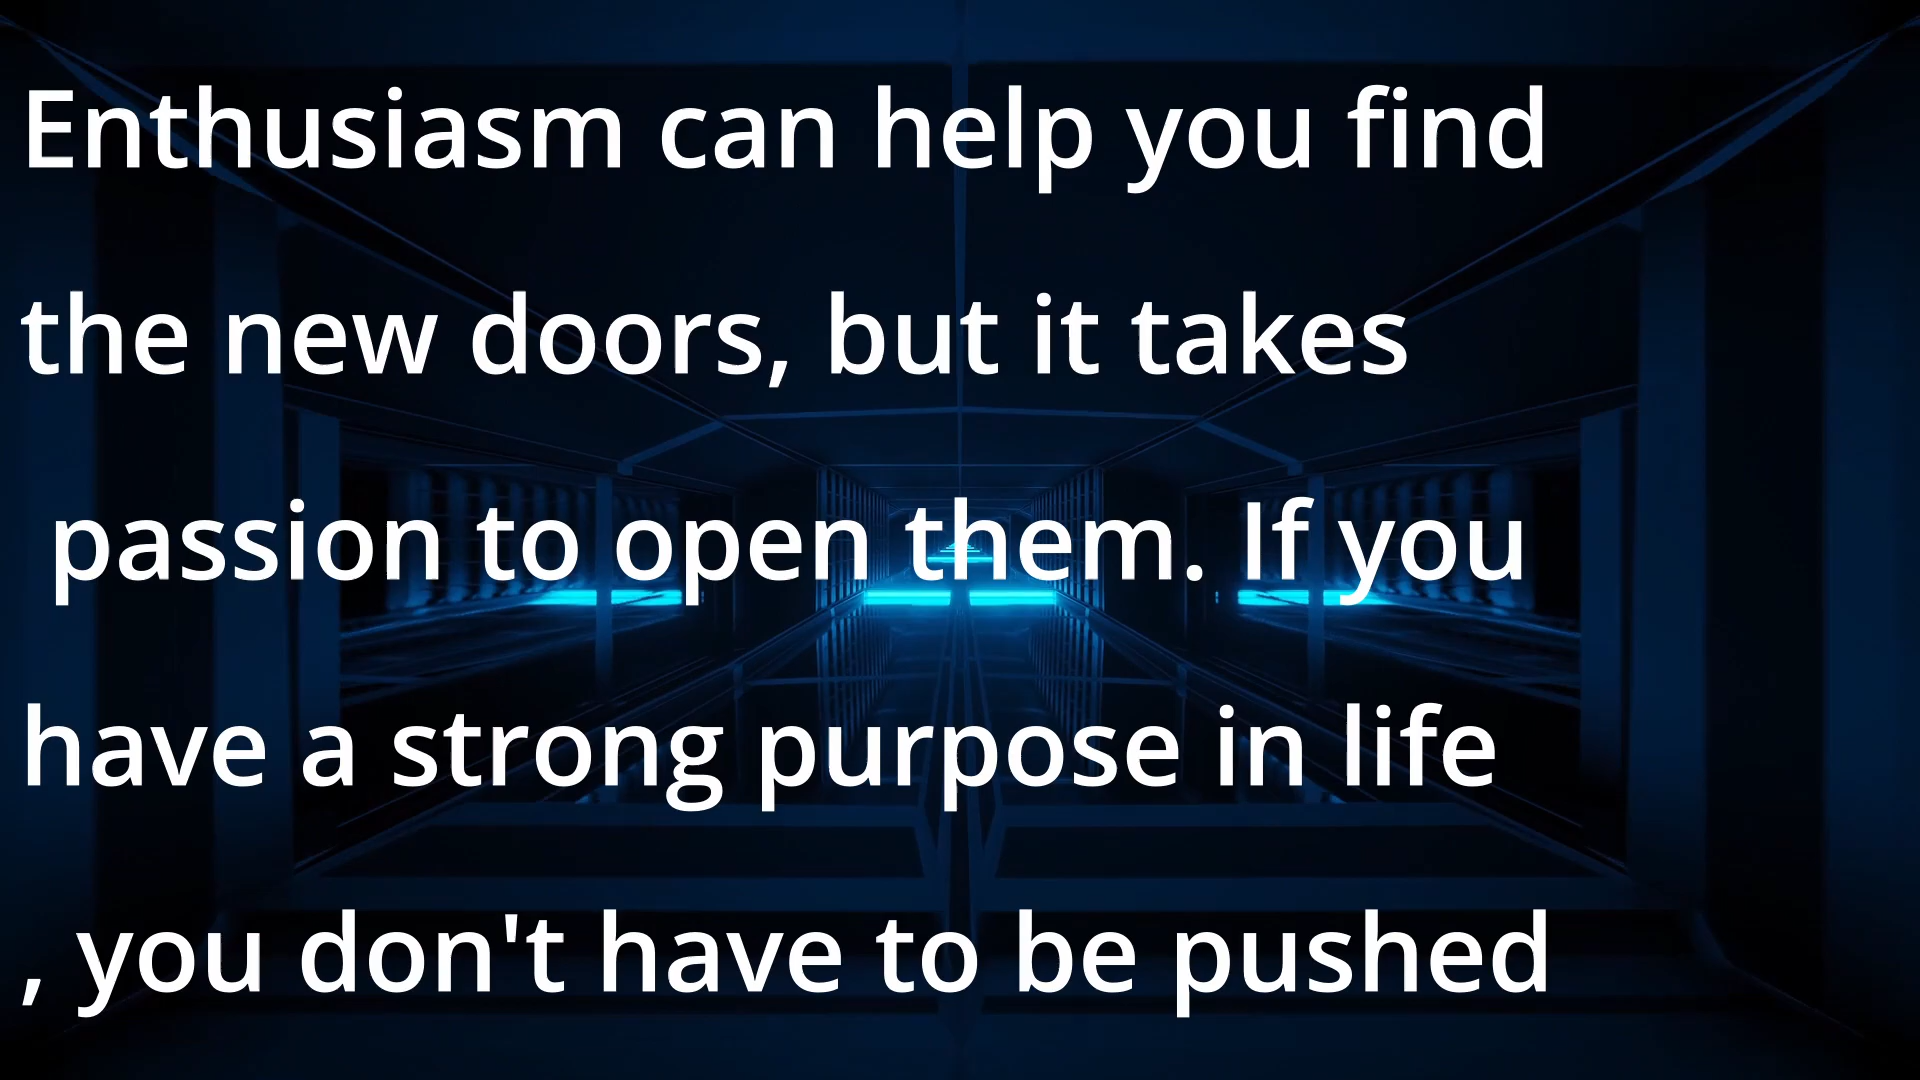 Enthusiasm can help you find
the new doors, but it takes
passion to open them. If you
have a strong purpose in life
, you don't have to be pushed